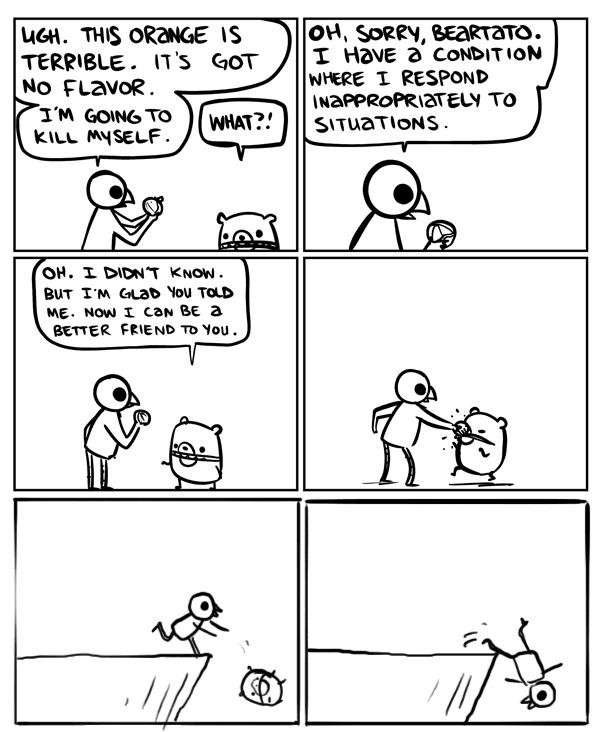 UGH. THIS ORANGE IS
TERRIBLE. IT'S GOT
NO FLAVOR.
I'M GOING TO
KILL MYSELF.
WHAT?!
OH, SORRY, BEARTATO.
I HAVE A CONDITION
WHERE I RESPOND
INAPPROPRIATELY TO
SITUATIONS.
OH. I DIDN'T KNOW.
BUT I'M GLAD YOU TOLD
ME. NOW I CAN BE A
BETTER FRIEND TO YOU.